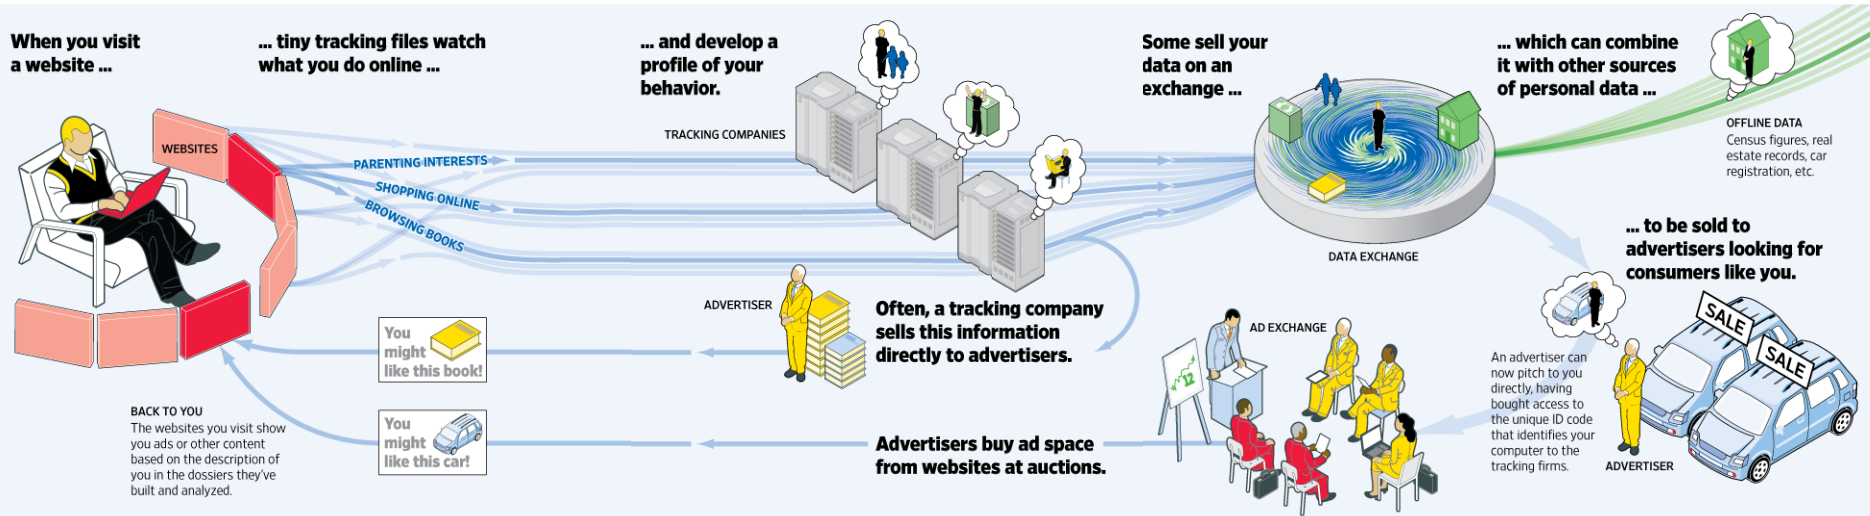 When you visit
a website ...
... tiny tracking files watch
what you do online ...
... and develop a
profile of your
behavior.
Some sell your
data on an
exchange ...
... which can combine
it with other sources
of personal data ...
WEBSITES
PARENTING INTERESTS
SHOPPING ONLINE
BROWSING BOOKS
TRACKING COMPANIES
DATA EXCHANGE
OFFLINE DATA
Census figures, real
estate records, car
registration, etc.
... to be sold to
advertisers looking for
consumers like you.
ADVERTISER
Often, a tracking company
sells this information
directly to advertisers.
You
might
like this book!
AD EXCHANGE
12
SALE
SALE
An advertiser can
now pitch to you
directly, having
bought access to
the unique ID code
that identifies your
computer to the
tracking firms.
ADVERTISER
Advertisers buy ad space
from websites at auctions.
You
might
like this car!
BACK TO YOU
The websites you visit show
you ads or other content
based on the description of
you in the dossiers they've
built and analyzed.